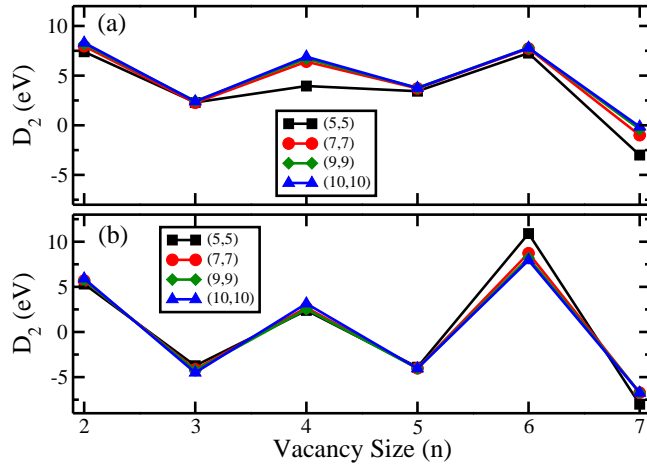 (a)
10
5
0
-5
D2 (eV)
(5,5)
(7,7)
(9,9)
(10,10)
(b)
10
5
0
-5
D2 (eV)
(5,5)
(7,7)
(9,9)
(10,10)
2 3 4 5 6 7
Vacancy Size (n)